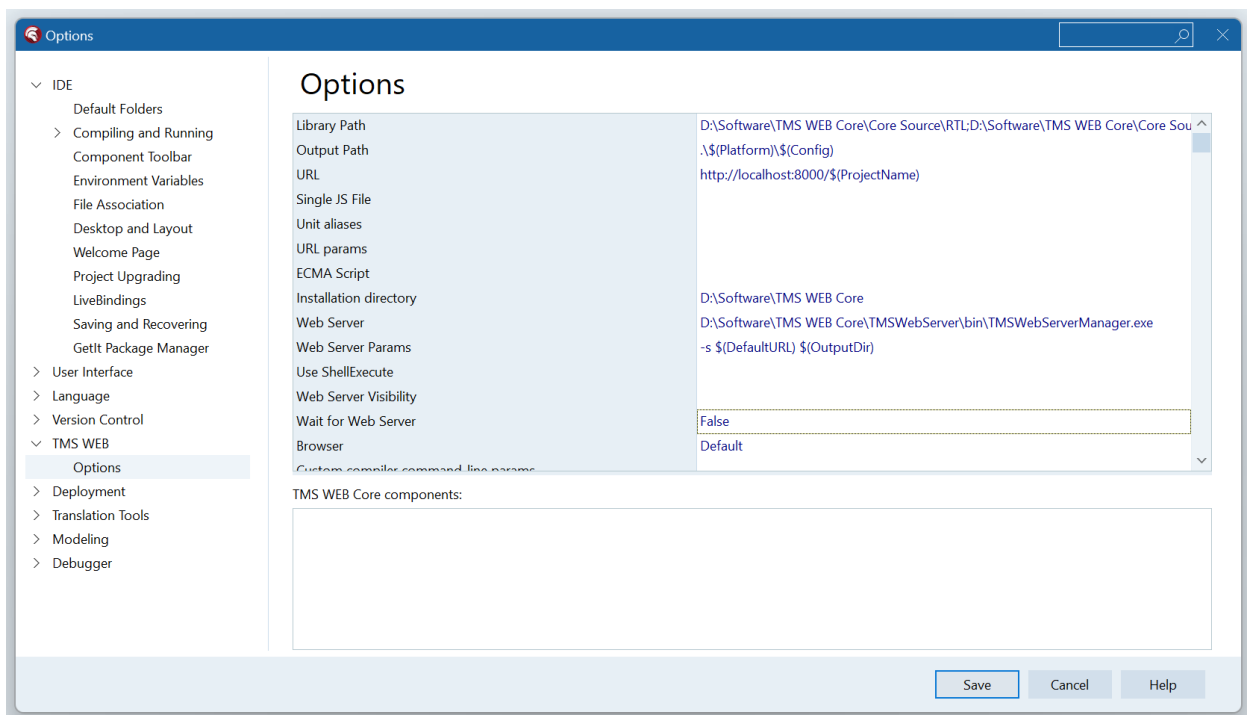 Options
IDE
Default Folders
Compiling and Running
Component Toolbar
Environment Variables
File Association
Desktop and Layout
Welcome Page
Project Upgrading
LiveBindings
Saving and Recovering
GetIt Package Manager
User Interface
Language
Version Control
TMS WEB
Options
Deployment
Translation Tools
Modeling
Debugger
Options
Library Path D:\Software\TMS WEB Core\Core Source\RTL;D:\Software\TMS WEB Core\Core Sou
Output Path .\$(Platform)\$(Config)
URL http://localhost:8000/$(ProjectName)
Single JS File
Unit aliases
URL params
ECMA Script
Installation directory D:\Software\TMS WEB Core
Web Server D:\Software\TMS WEB Core\TMSWebServer\bin\TMSWebServerManager.exe
Web Server Params -s $(DefaultURL) $(OutputDir)
Use ShellExecute
Web Server Visibility
Wait for Web Server False
Browser Default
Custom compiler command-line params
TMS WEB Core components:
Save Cancel Help